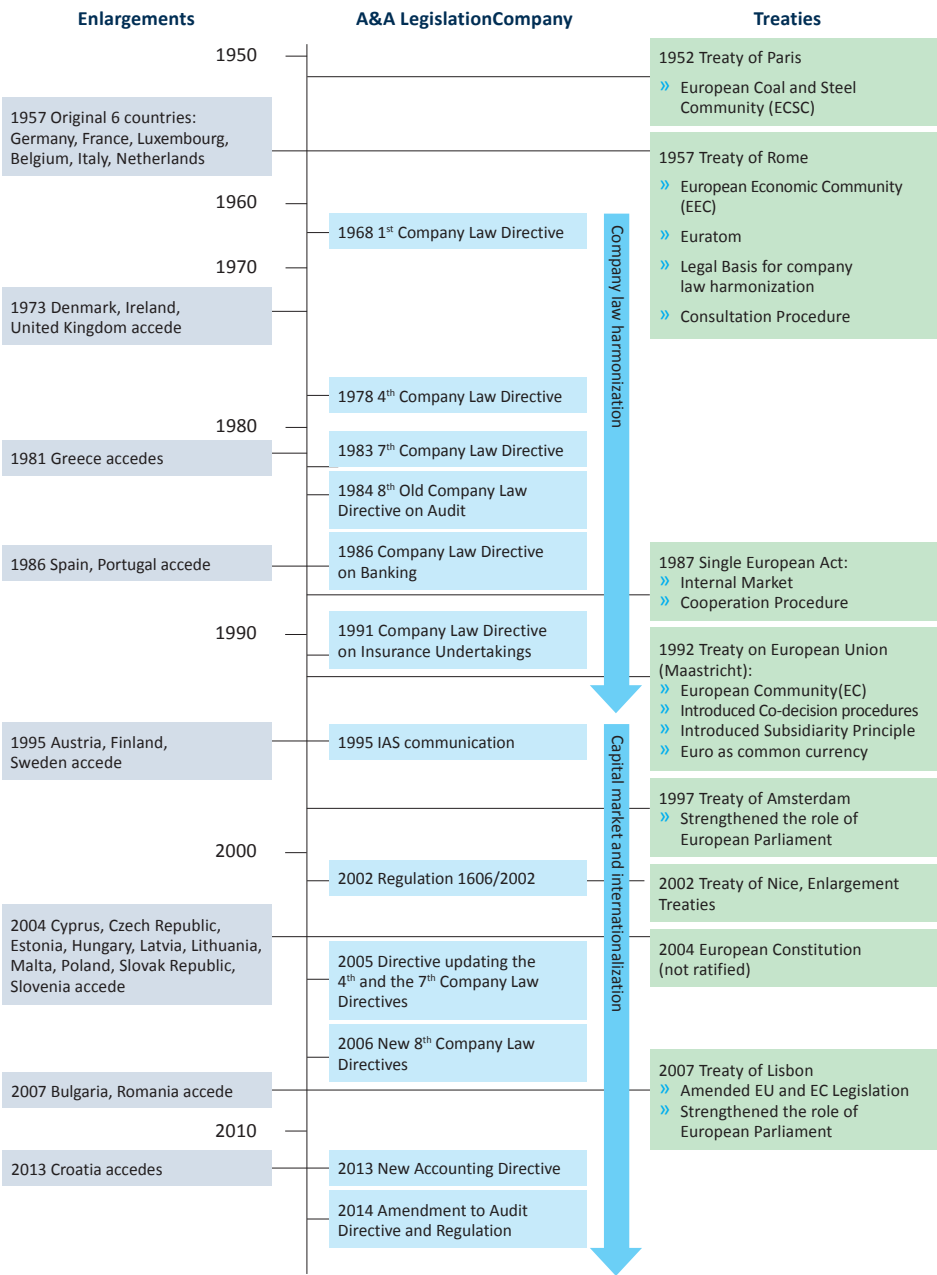 Enlargements
A&A LegislationCompany
Treaties
1950
1952 Treaty of Paris
» European Coal and Steel
Community (ECSC)
1957 Original 6 countries:
Germany, France, Luxembourg,
Belgium, Italy, Netherlands
1957 Treaty of Rome
» European Economic Community
(EEC)
» Euratom
» Legal Basis for company
law harmonization
» Consultation Procedure
1960
1968 1st Company Law Directive
Company law harmonization
1970
1973 Denmark, Ireland,
United Kingdom accede
1978 4th Company Law Directive
1980
1981 Greece accedes
1983 7th Company Law Directive
1984 8th Old Company Law
Directive on Audit
1986 Spain, Portugal accede
1986 Company Law Directive
on Banking
1987 Single European Act:
» Internal Market
» Cooperation Procedure
1990
1991 Company Law Directive
on Insurance Undertakings
1992 Treaty on European Union
(Maastricht):
» European Community(EC)
» Introduced Co-decision procedures
» Introduced Subsidiarity Principle
» Euro as common currency
1995 Austria, Finland,
Sweden accede
1995 IAS communication
Capital market and internationalization
1997 Treaty of Amsterdam
» Strengthened the role of
European Parliament
2000
2002 Regulation 1606/2002
2002 Treaty of Nice, Enlargement
Treaties
2004 Cyprus, Czech Republic,
Estonia, Hungary, Latvia, Lithuania,
Malta, Poland, Slovak Republic,
Slovenia accede
2004 European Constitution
(not ratified)
2005 Directive updating the
4th and the 7th Company Law
Directives
2006 New 8th Company Law
Directives
2007 Bulgaria, Romania accede
2007 Treaty of Lisbon
» Amended EU and EC Legislation
» Strengthened the role of
European Parliament
2010
2013 Croatia accedes
2013 New Accounting Directive
2014 Amendment to Audit
Directive and Regulation